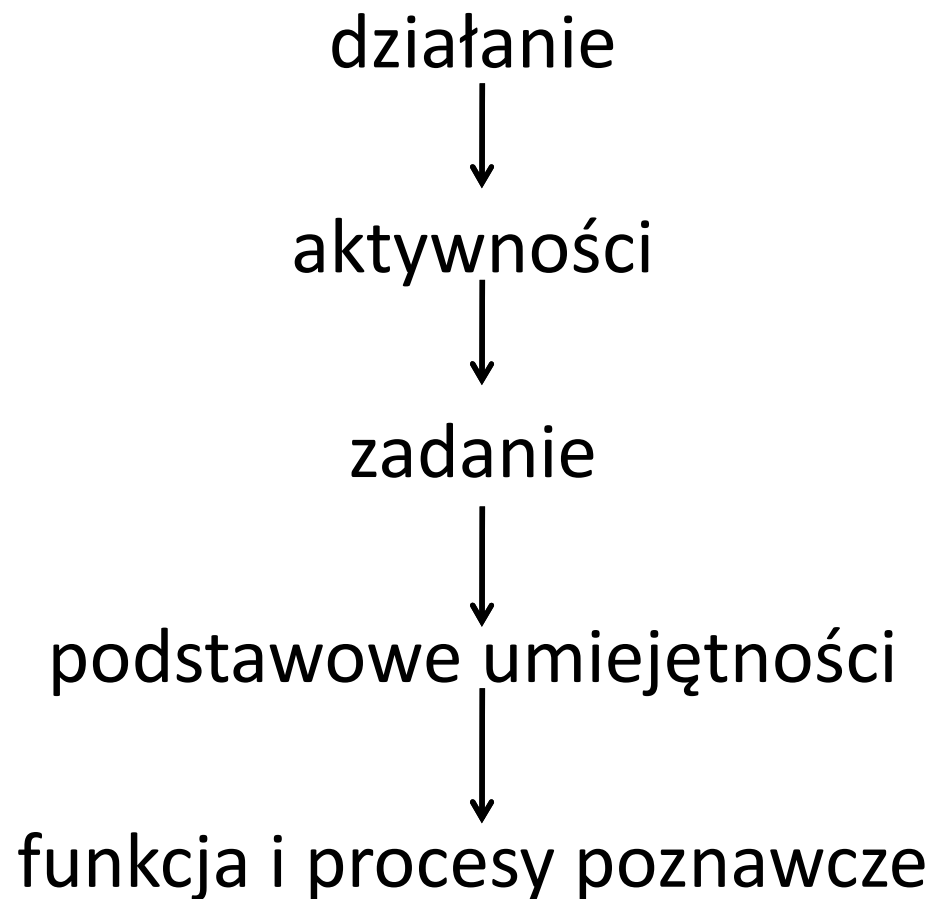 działanie
aktywności
zadanie
podstawowe umiejętności
funkcja i procesy poznawcze